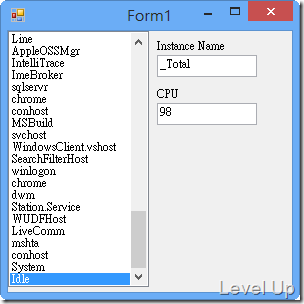 Form1
Line
AppleOSSMgr
IntelliTrace
ImeBroker
sqlservr
chrome
conhost
MSBuild
svchost
WindowsClient.vshost
SearchFilterHost
winlogon
chrome
dwm
Station.Service
WUDFHost
LiveComm
mshta
conhost
System
Idle
Instance Name
_Total
CPU
98
Level Up